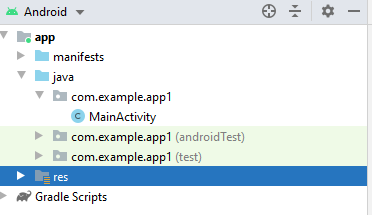 Android
app
manifests
java
com.example.app1
MainActivity
com.example.app1 (androidTest)
com.example.app1 (test)
res
Gradle Scripts